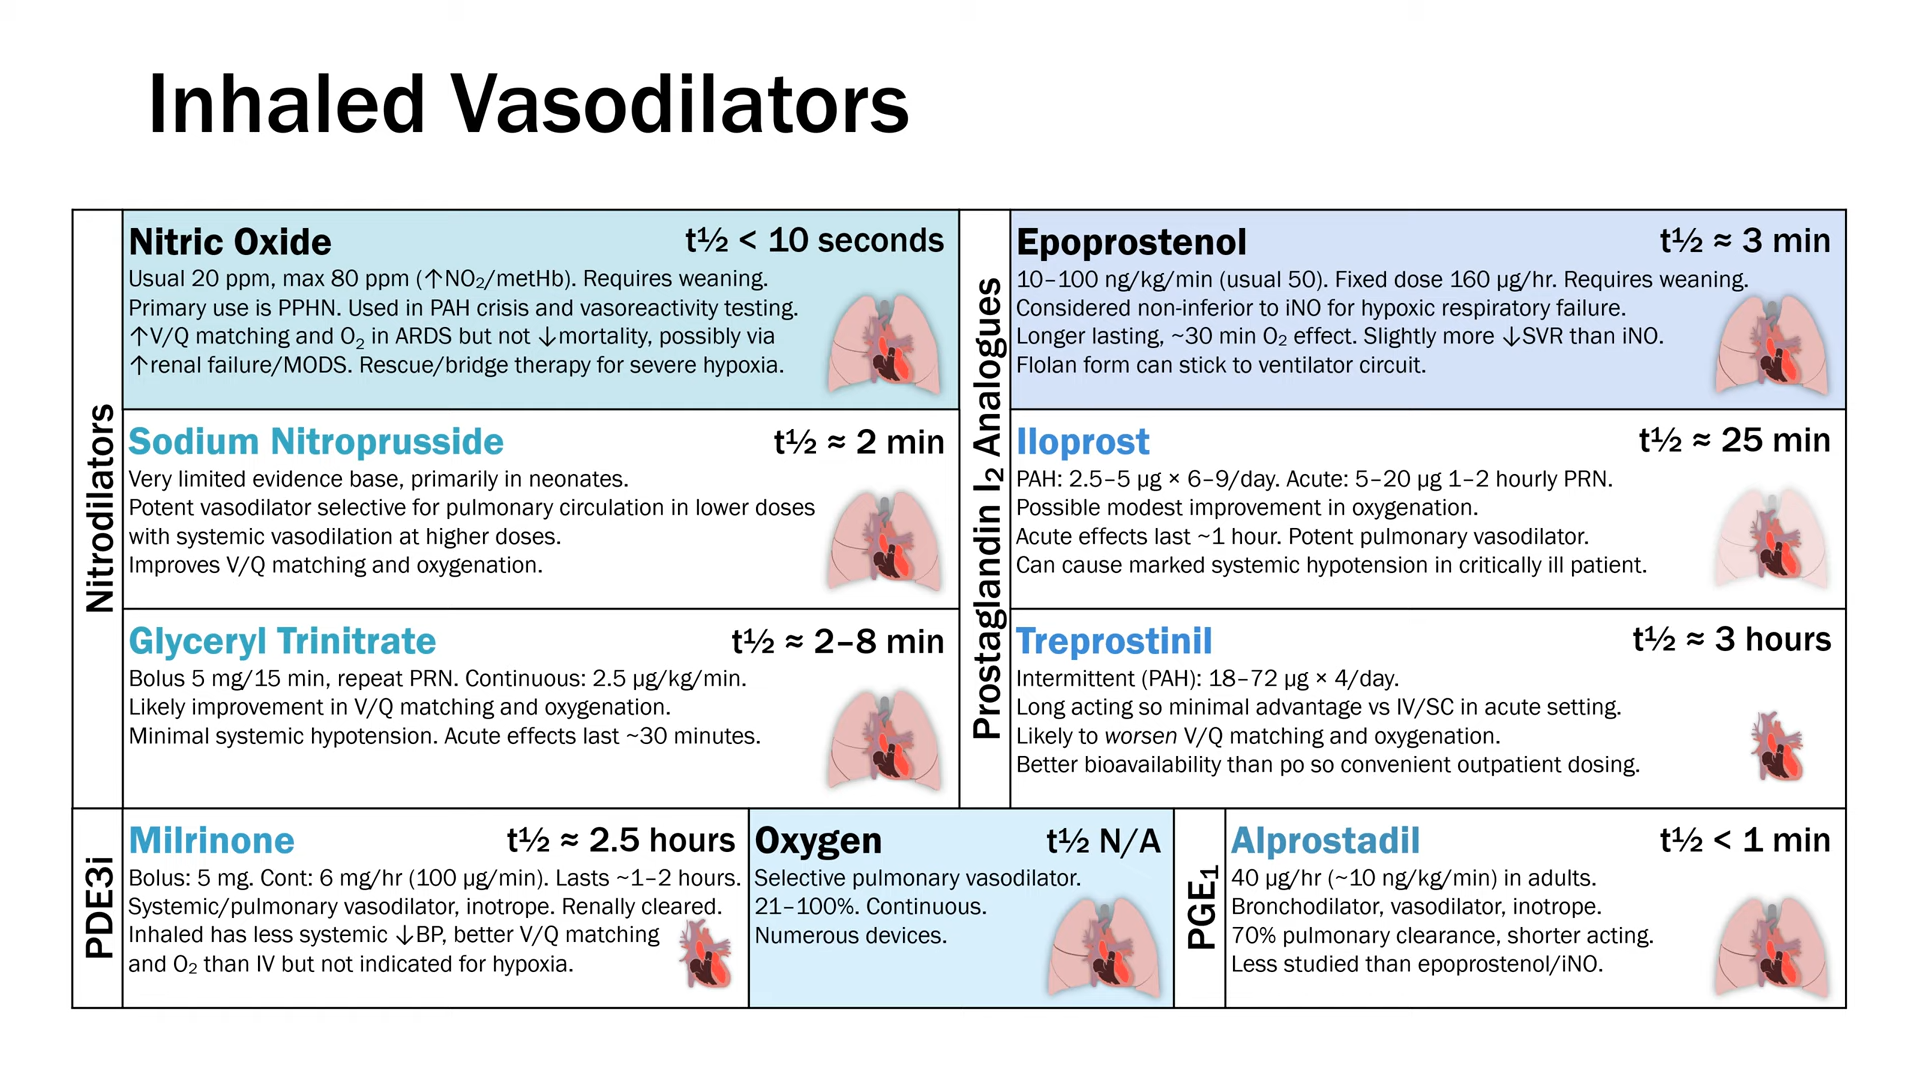 Inhaled Vasodilators
Nitrodilators
Nitric Oxide t½ < 10 seconds
Usual 20 ppm, max 80 ppm (↑NO₂/metHb). Requires weaning.
Primary use is PPHN. Used in PAH crisis and vasoreactivity testing.
↑V/Q matching and O₂ in ARDS but not ↓mortality, possibly via
↑renal failure/MODS. Rescue/bridge therapy for severe hypoxia.
Sodium Nitroprusside t½ ≈ 2 min
Very limited evidence base, primarily in neonates.
Potent vasodilator selective for pulmonary circulation in lower doses
with systemic vasodilation at higher doses.
Improves V/Q matching and oxygenation.
Glyceryl Trinitrate t½ ≈ 2–8 min
Bolus 5 mg/15 min, repeat PRN. Continuous: 2.5 µg/kg/min.
Likely improvement in V/Q matching and oxygenation.
Minimal systemic hypotension. Acute effects last ~30 minutes.
Prostaglandin I₂ Analogues
Epoprostenol t½ ≈ 3 min
10–100 ng/kg/min (usual 50). Fixed dose 160 µg/hr. Requires weaning.
Considered non-inferior to iNO for hypoxic respiratory failure.
Longer lasting, ~30 min O₂ effect. Slightly more ↓SVR than iNO.
Flolan form can stick to ventilator circuit.
Iloprost t½ ≈ 25 min
PAH: 2.5–5 µg × 6–9/day. Acute: 5–20 µg 1–2 hourly PRN.
Possible modest improvement in oxygenation.
Acute effects last ~1 hour. Potent pulmonary vasodilator.
Can cause marked systemic hypotension in critically ill patient.
Treprostinil t½ ≈ 3 hours
Intermittent (PAH): 18–72 µg × 4/day.
Long acting so minimal advantage vs IV/SC in acute setting.
Likely to worsen V/Q matching and oxygenation.
Better bioavailability than po so convenient outpatient dosing.
PDE3i
Milrinone t½ ≈ 2.5 hours
Bolus: 5 mg. Cont: 6 mg/hr (100 µg/min). Lasts ~1–2 hours.
Systemic/pulmonary vasodilator, inotrope. Renally cleared.
Inhaled has less systemic ↓BP, better V/Q matching
and O₂ than IV but not indicated for hypoxia.
Oxygen t½ N/A
Selective pulmonary vasodilator.
21–100%. Continuous.
Numerous devices.
PGE₁
Alprostadil t½ < 1 min
40 µg/hr (~10 ng/kg/min) in adults.
Bronchodilator, vasodilator, inotrope.
70% pulmonary clearance, shorter acting.
Less studied than epoprostenol/iNO.